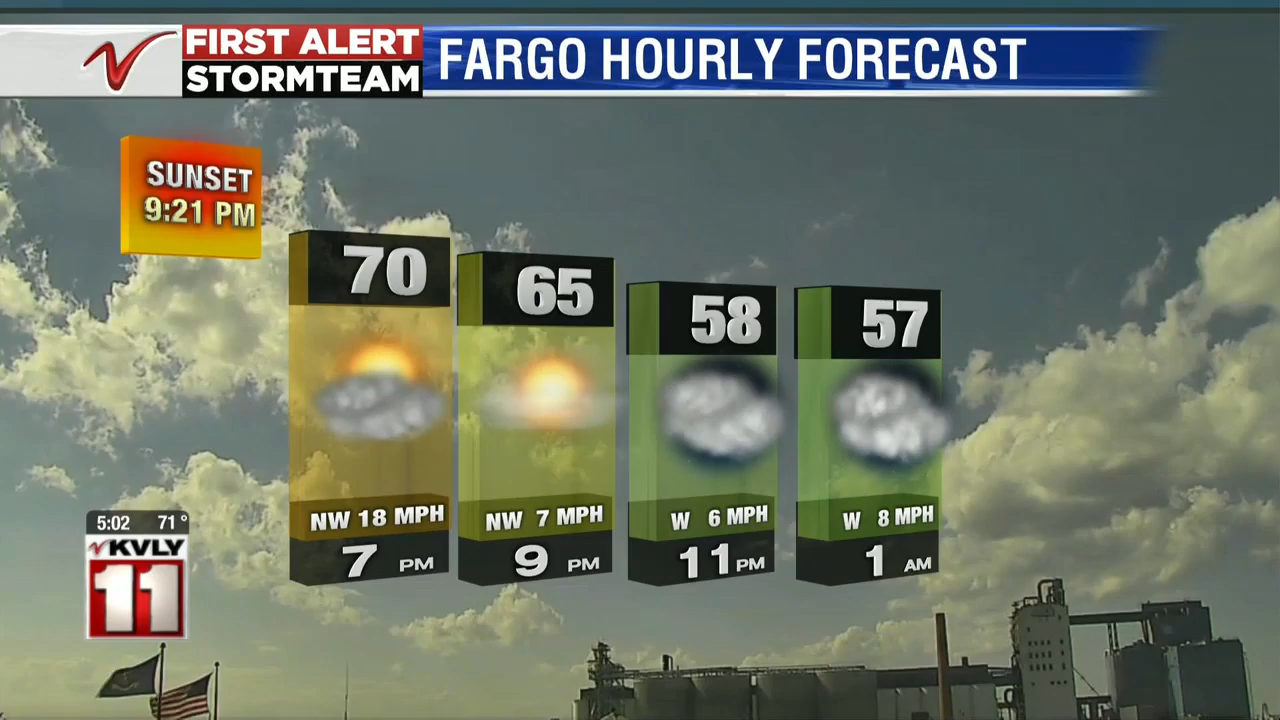 FIRST ALERT
STORMTEAM
FARGO HOURLY FORECAST
SUNSET
9:21 PM
70
65
58
57
NW 18 MPH
NW 7 MPH
W 6 MPH
W 8 MPH
7 PM
9 PM
11 PM
1 AM
5:02 71°
KVLY
11